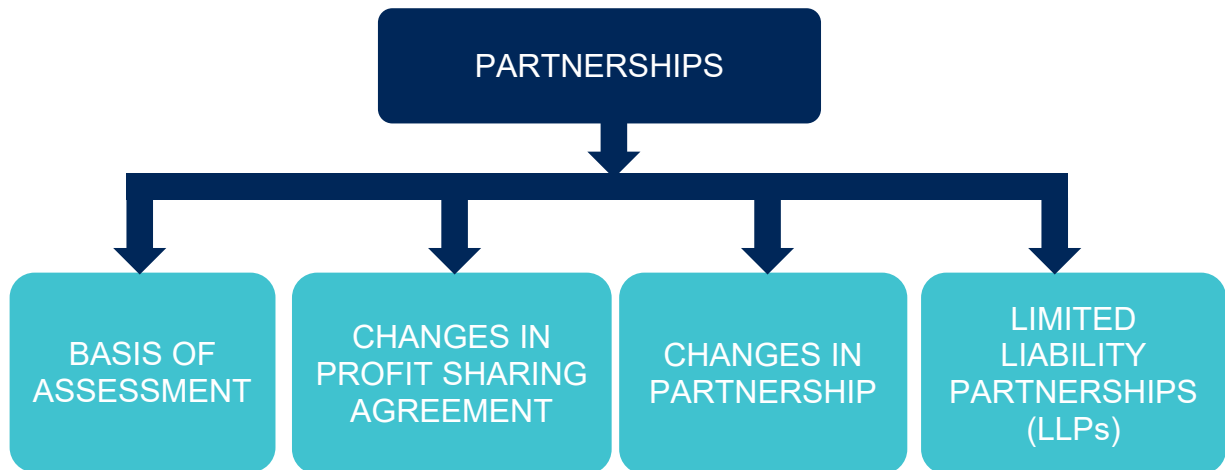 PARTNERSHIPS
BASIS OF
ASSESSMENT
CHANGES IN
PROFIT SHARING
AGREEMENT
CHANGES IN
PARTNERSHIP
LIMITED
LIABILITY
PARTNERSHIPS
(LLPs)